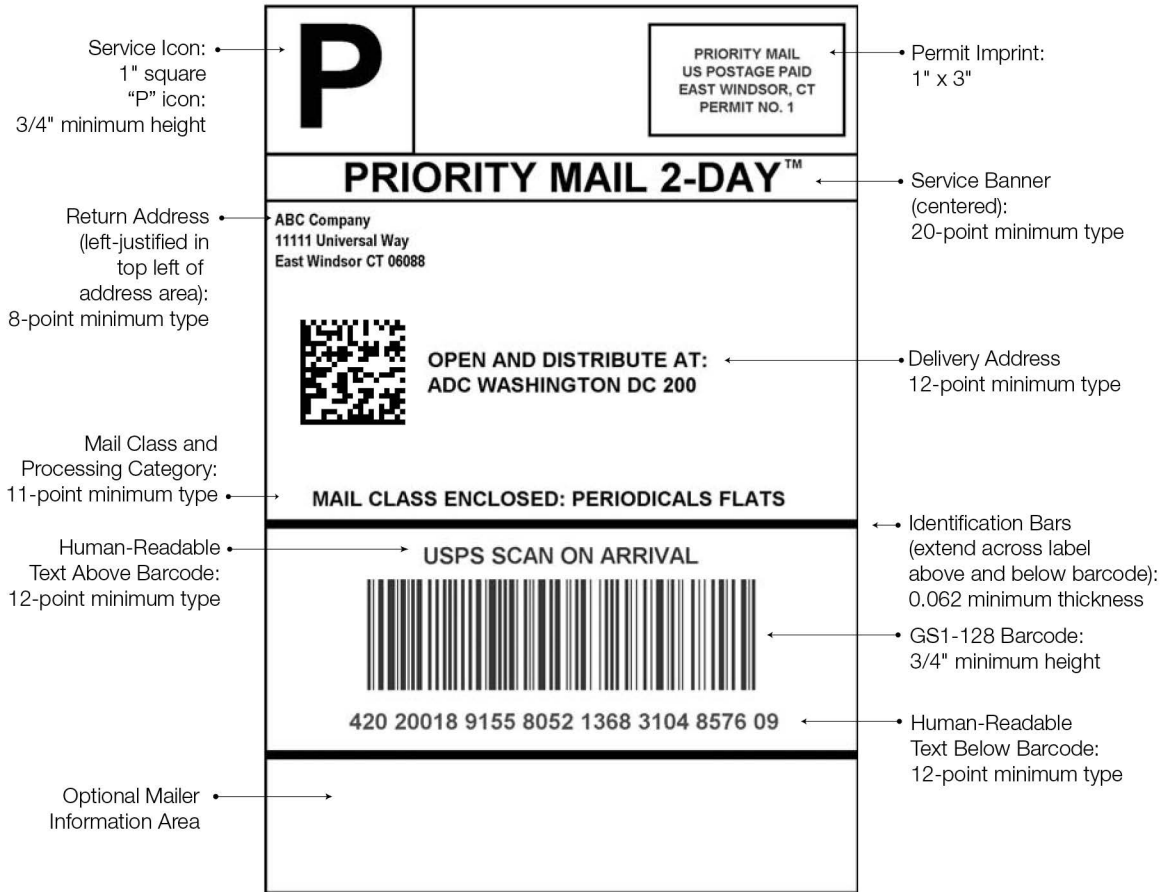 Service Icon:
1" square
“P” icon:
3/4" minimum height
P
PRIORITY MAIL
US POSTAGE PAID
EAST WINDSOR, CT
PERMIT NO. 1
Permit Imprint:
1" x 3"
PRIORITY MAIL 2-DAY™
Service Banner
(centered):
20-point minimum type
Return Address
(left-justified in
top left of
address area):
8-point minimum type
ABC Company
11111 Universal Way
East Windsor CT 06088
OPEN AND DISTRIBUTE AT:
ADC WASHINGTON DC 200
Delivery Address
12-point minimum type
Mail Class and
Processing Category:
11-point minimum type
MAIL CLASS ENCLOSED: PERIODICALS FLATS
Identification Bars
(extend across label
above and below barcode):
0.062 minimum thickness
Human-Readable
Text Above Barcode:
12-point minimum type
USPS SCAN ON ARRIVAL
GS1-128 Barcode:
3/4" minimum height
420 20018 9155 8052 1368 3104 8576 09
Human-Readable
Text Below Barcode:
12-point minimum type
Optional Mailer
Information Area